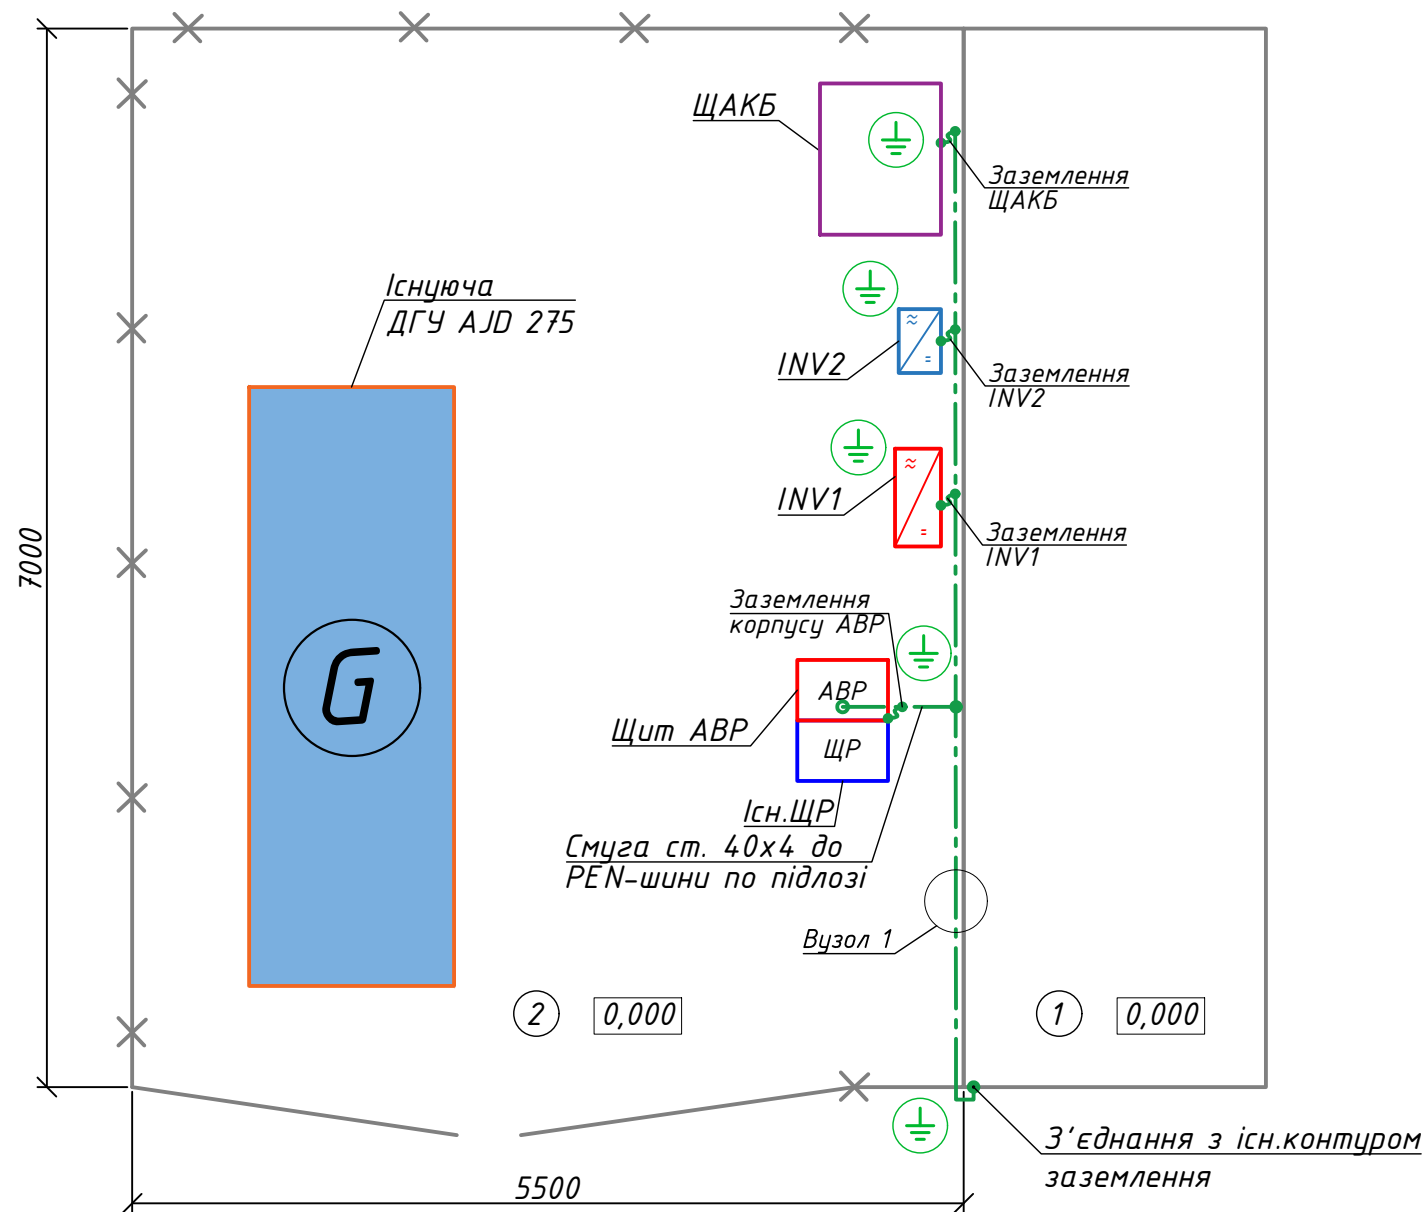 ЩАКБ
Заземлення
ЩАКБ
Існуюча
ДГУ AJD 275
INV2
Заземлення
INV2
INV1
Заземлення
INV1
7000
Заземлення
корпусу АВР
G
АВР
Щит АВР
ЩР
Існ.ЩР
Смуга ст. 40х4 до
PEN-шини по підлозі
Вузол 1
2
0,000
1
0,000
З'єднання з існ.контуром
заземлення
5500